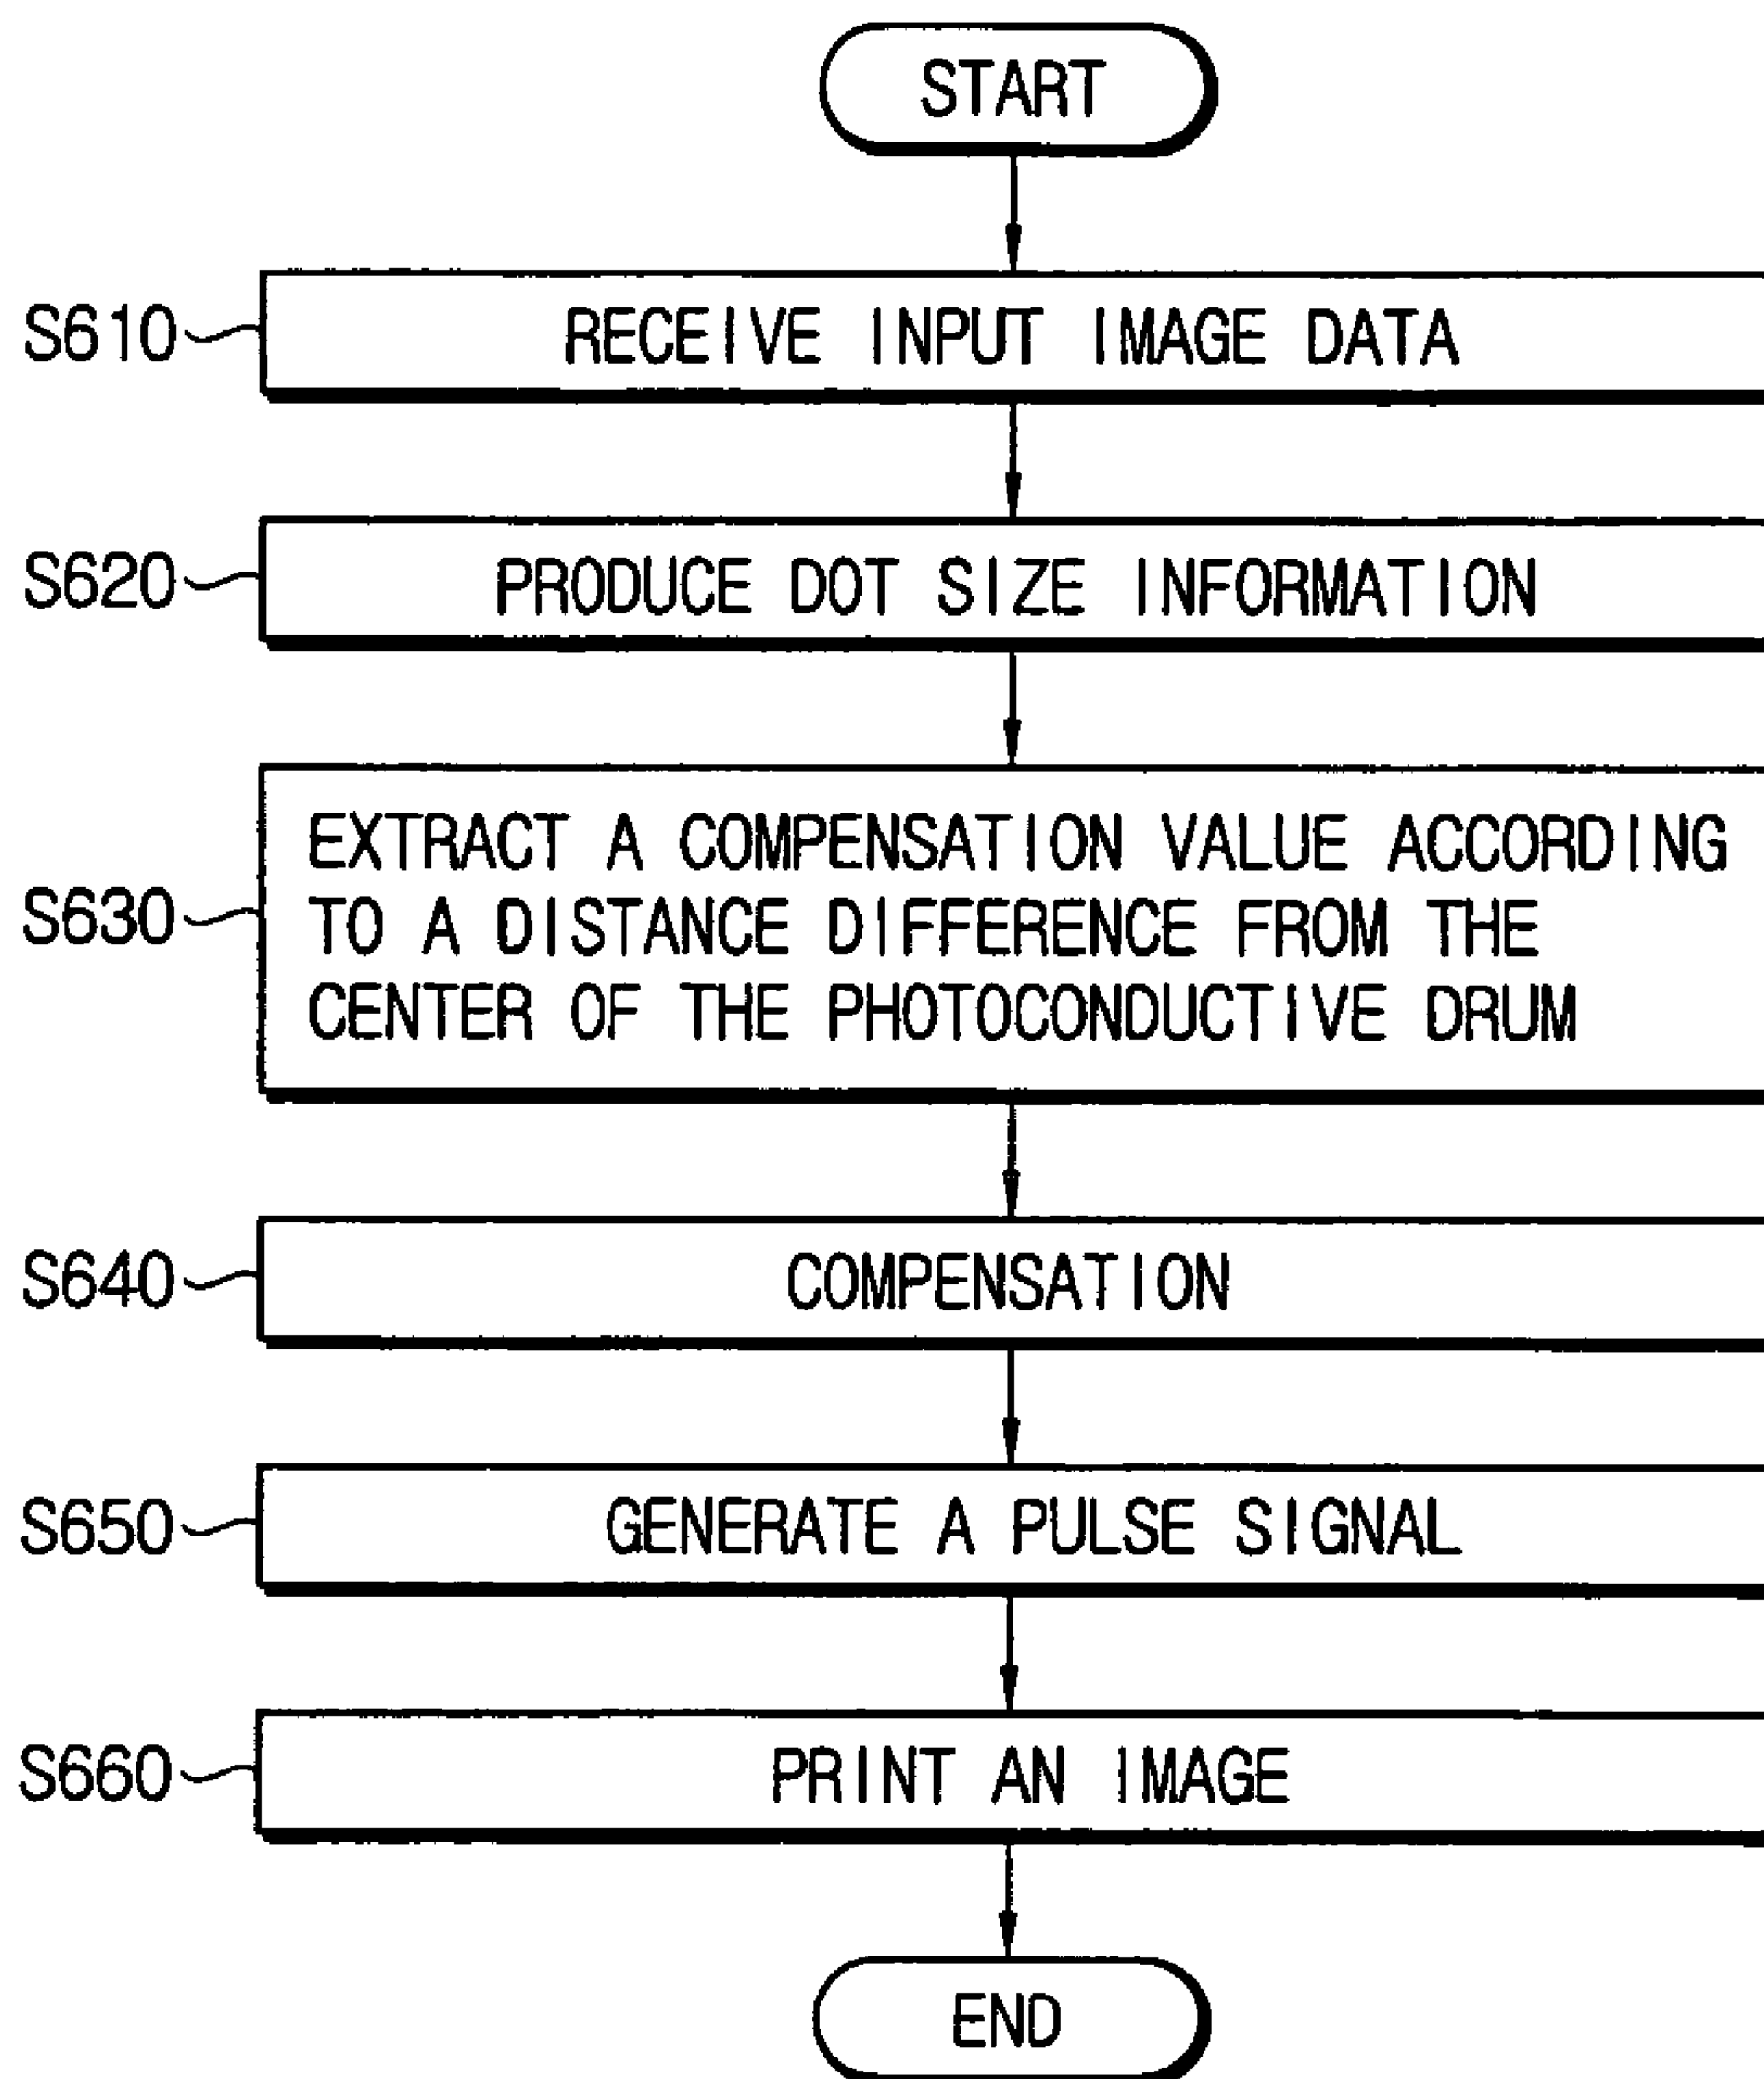 START
S610
RECEIVE INPUT IMAGE DATA
S620
PRODUCE DOT SIZE INFORMATION
S630
EXTRACT A COMPENSATION VALUE ACCORDING
TO A DISTANCE DIFFERENCE FROM THE
CENTER OF THE PHOTOCONDUCTIVE DRUM
S640
COMPENSATION
S650
GENERATE A PULSE SIGNAL
S660
PRINT AN IMAGE
END